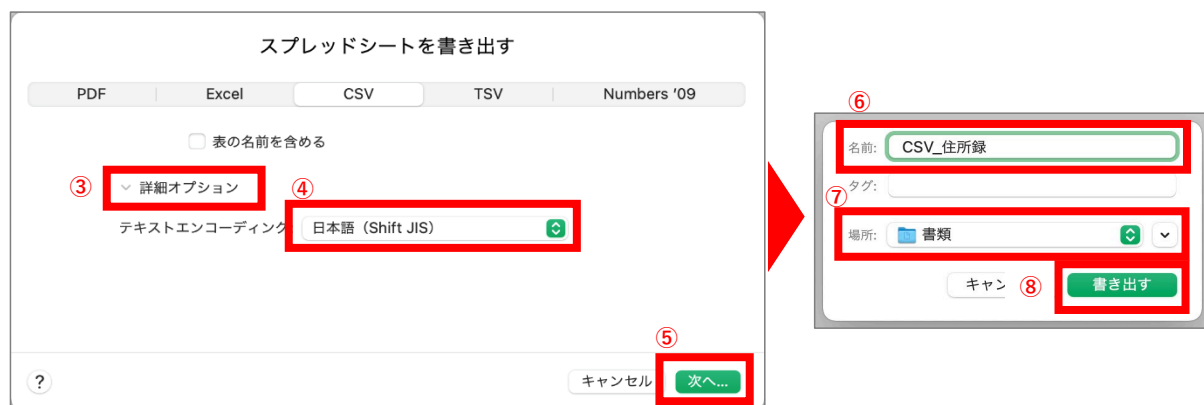 スプレッドシートを書き出す
PDF Excel CSV TSV Numbers '09
表の名前を含める
③ 詳細オプション ④
テキストエンコーディング 日本語（Shift JIS）
⑤
? キャンセル 次へ...
⑥
名前: CSV_住所録
タグ:
⑦
場所: 書類
キャン ⑧ 書き出す